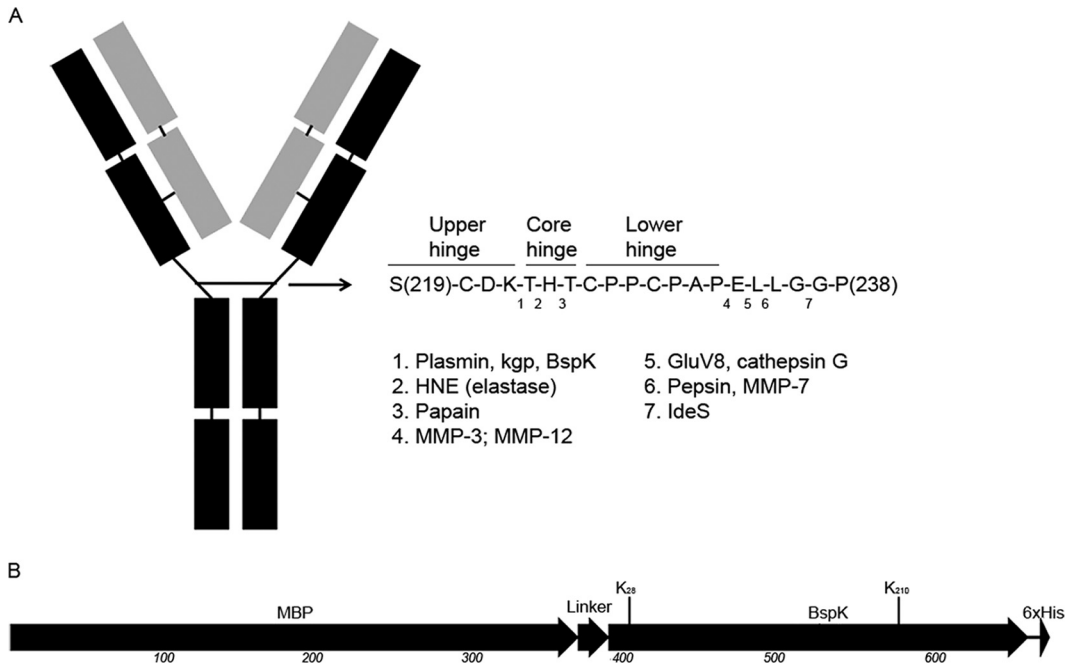 A
Upper Core Lower
hinge hinge hinge
S(219)-C-D-K-T-H-T-C-P-P-C-P-A-P-E-L-L-G-G-P(238)
1 2 3 4 5 6 7
1. Plasmin, kgp, BspK
2. HNE (elastase)
3. Papain
4. MMP-3; MMP-12
5. GluV8, cathepsin G
6. Pepsin, MMP-7
7. IdeS
B
MBP Linker K28 BspK K210 6xHis
100 200 300 400 500 600